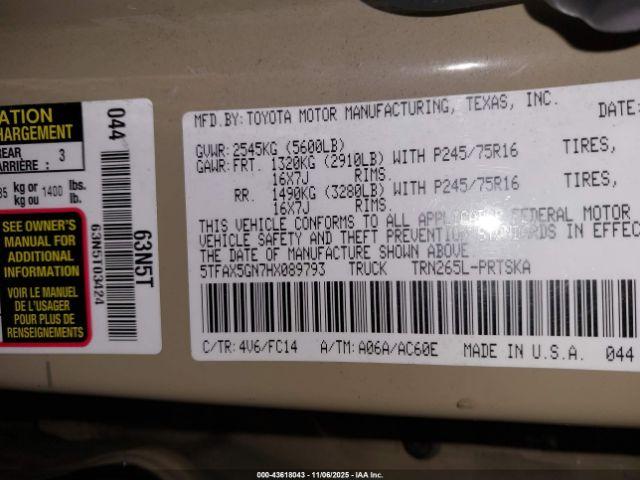 ATION
HARGEMENT
REAR
ARRIÈRE : 3
35 kg or 1400 lbs.
kg ou lb.
SEE OWNER'S
MANUAL FOR
ADDITIONAL
INFORMATION
VOIR LE MANUEL
DE L'USAGER
POUR PLUS
D'INFORMATIONS
044
63N5T
MFD.BY: TOYOTA MOTOR MANUFACTURING, TEXAS, INC. DATE:
GVWR: 2545KG (5600LB)
GAWR: FRT. 1320KG (2910LB) WITH P245/75R16 TIRES,
16X7J RIMS.
RR. 1490KG (3280LB) WITH P245/75R16 TIRES,
16X7J RIMS.
THIS VEHICLE CONFORMS TO ALL FEDERAL MOTOR
VEHICLE SAFETY AND THEFT PREVENTION STANDARDS IN EFFEC
THE DATE OF MANUFACTURE SHOWN ABOVE.
5TFAX5GN7HX089793 TRUCK TRN265L-PRTSKA
C/TR: 4V6/FC14 A/TM: A06A/AC60E MADE IN U.S.A. 044
000-43618043 - 11/06/2025 - IAA Inc.